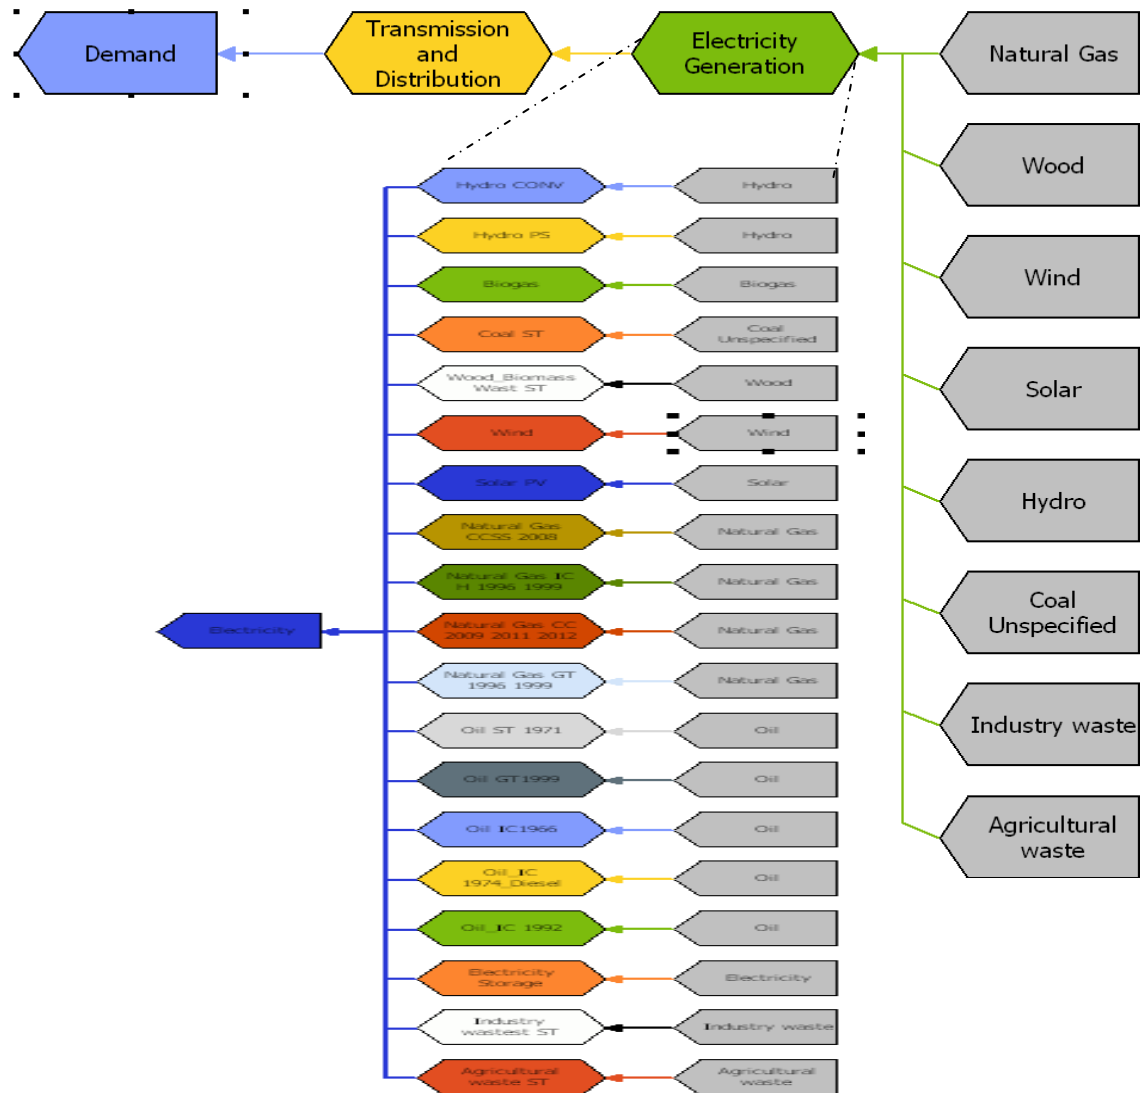 Demand
Transmission
and
Distribution
Electricity
Generation
Natural Gas
Wood
Wind
Solar
Hydro
Coal
Unspecified
Industry waste
Agricultural
waste
Hydro CONV
Hydro
Hydro PS
Hydro
Biogas
Biogas
Coal ST
Coal
Unspecified
Wood_Biomass
Wast ST
Wood
Wind
Wind
Solar PV
Solar
Natural Gas
CCSS 2008
Natural Gas
Natural Gas IC
H 1996 1999
Natural Gas
Electricity
Natural Gas CC
2009 2011 2012
Natural Gas
Natural Gas GT
1996 1999
Natural Gas
Oil ST 1971
Oil
Oil GT1999
Oil
Oil IC1966
Oil
Oil_IC
1974_Diesel
Oil
Oil_IC 1992
Oil
Electricity
Storage
Electricity
Industry
wastest ST
Industry waste
Agricultural
waste ST
Agricultural
waste